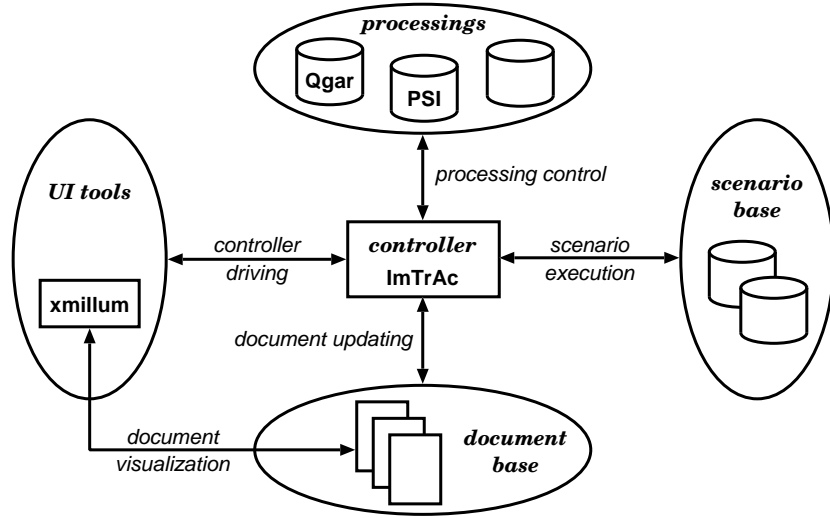 processings
Qgar
PSI
processing control
UI tools
scenario
base
controller
driving
controller
ImTrAc
scenario
execution
xmillum
document updating
document
visualization
document
base